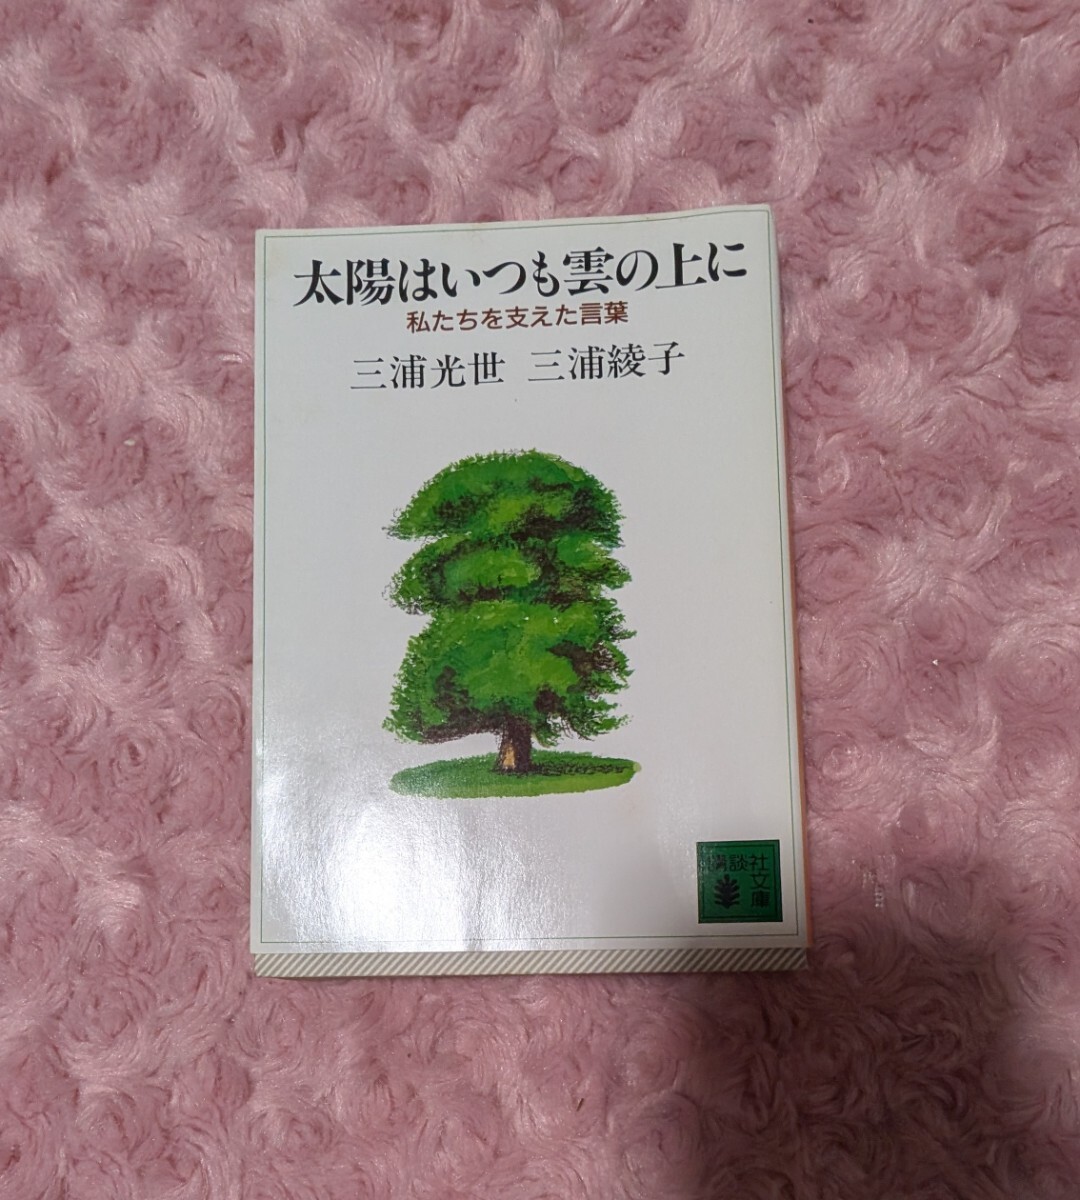 太陽はいつも雲の上に
私たちを支えた言葉
三浦光世 三浦綾子
講談社
文庫